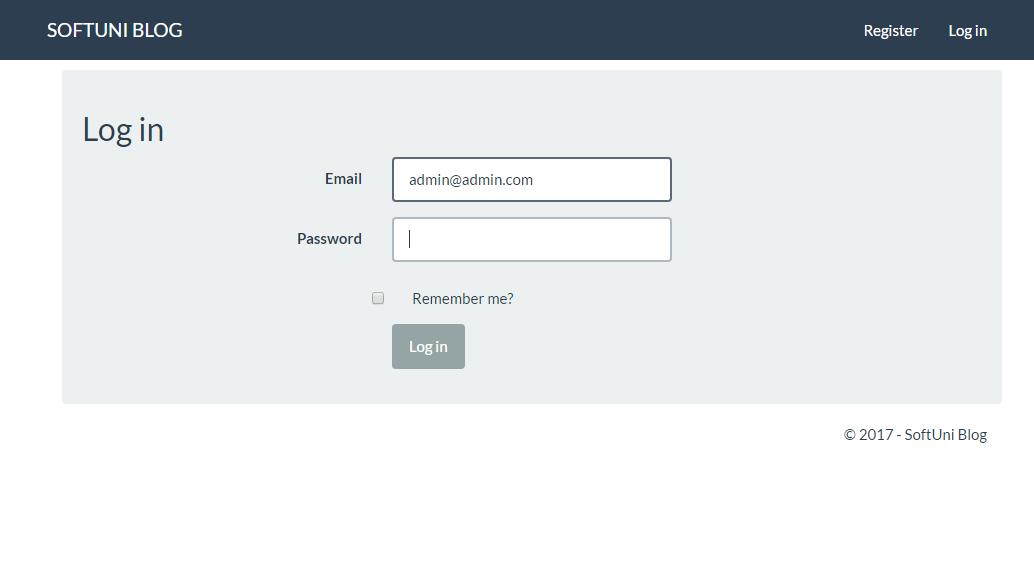 SOFTUNI BLOG Register Log in
Log in
Email admin@admin.com
Password
Remember me?
Log in
© 2017 - SoftUni Blog